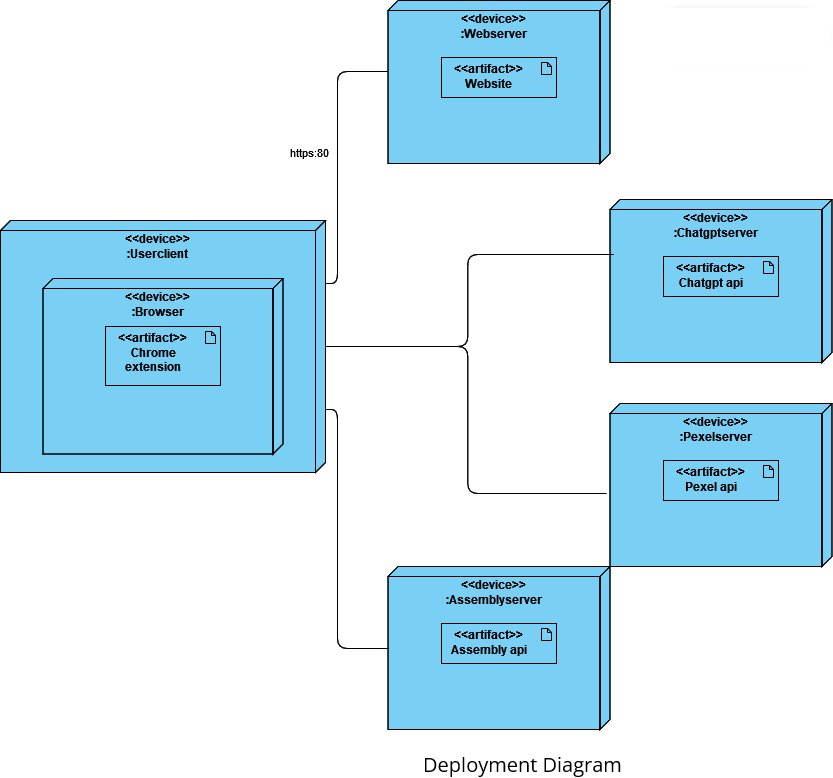 <<device>>
:Webserver
<<artifact>>
Website
https:80
<<device>>
:Userclient
<<device>>
:Browser
<<artifact>>
Chrome
extension
<<device>>
:Chatgptserver
<<artifact>>
Chatgpt api
<<device>>
:Pexelserver
<<artifact>>
Pexel api
<<device>>
:Assemblyserver
<<artifact>>
Assembly api
Deployment Diagram